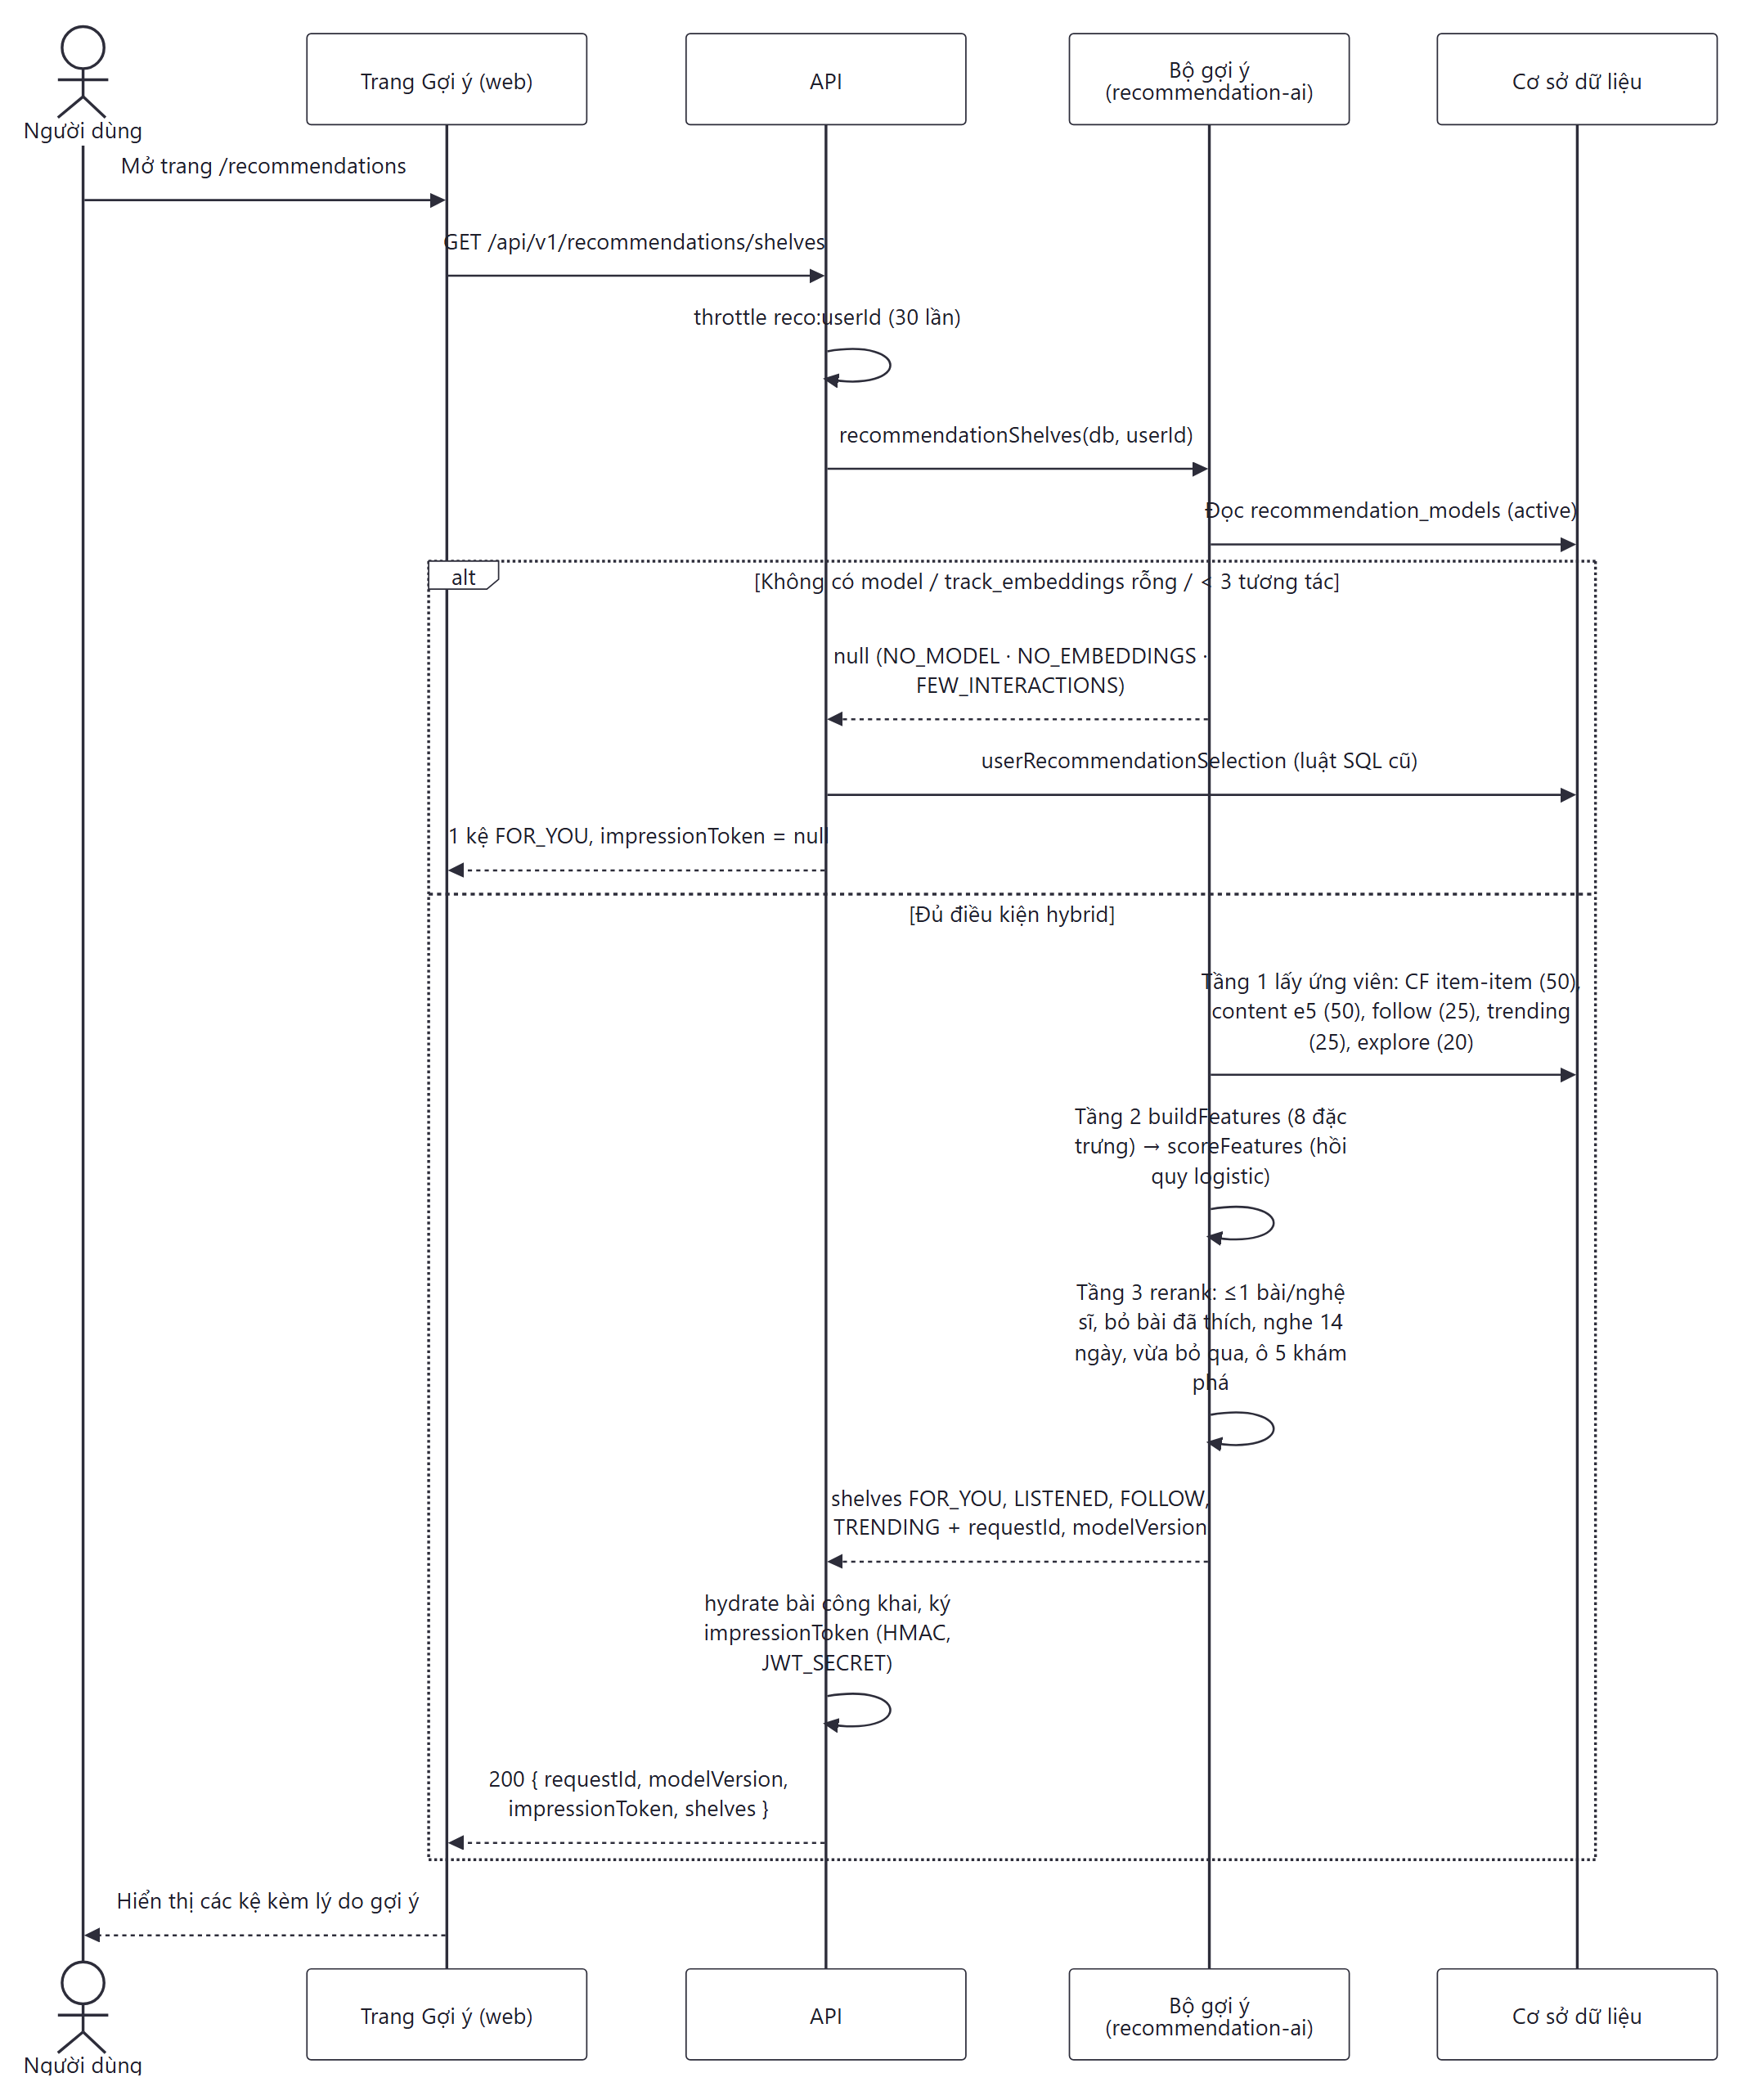 Người dùng
Trang Gợi ý (web)
API
Bộ gợi ý
(recommendation-ai)
Cơ sở dữ liệu
Mở trang /recommendations
GET /api/v1/recommendations/shelves
throttle reco:userId (30 lần)
recommendationShelves(db, userId)
Đọc recommendation_models (active)
alt
[Không có model / track_embeddings rỗng / < 3 tương tác]
null (NO_MODEL · NO_EMBEDDINGS ·
FEW_INTERACTIONS)
userRecommendationSelection (luật SQL cũ)
1 kệ FOR_YOU, impressionToken = null
[Đủ điều kiện hybrid]
Tầng 1 lấy ứng viên: CF item-item (50),
content e5 (50), follow (25), trending
(25), explore (20)
Tầng 2 buildFeatures (8 đặc
trưng) → scoreFeatures (hồi
quy logistic)
Tầng 3 rerank: ≤1 bài/nghệ
sĩ, bỏ bài đã thích, nghe 14
ngày, vừa bỏ qua, ô 5 khám
phá
shelves FOR_YOU, LISTENED, FOLLOW,
TRENDING + requestId, modelVersion
hydrate bài công khai, ký
impressionToken (HMAC,
JWT_SECRET)
200 { requestId, modelVersion,
impressionToken, shelves }
Hiển thị các kệ kèm lý do gợi ý
Người dùng
Trang Gợi ý (web)
API
Bộ gợi ý
(recommendation-ai)
Cơ sở dữ liệu